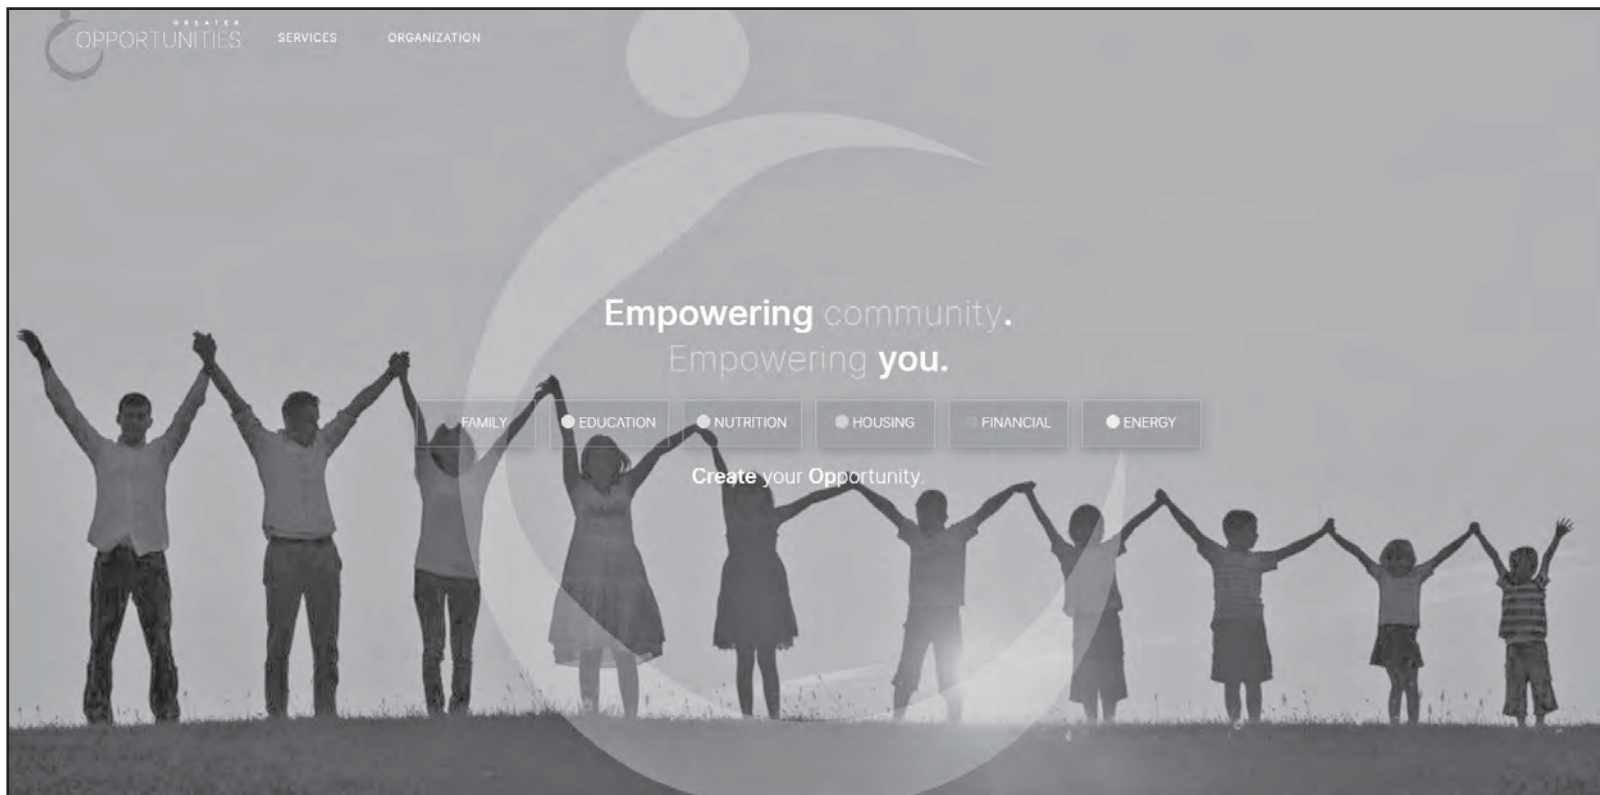 GREATER
OPPORTUNITIES
SERVICES
ORGANIZATION
Empowering community.
Empowering you.
FAMILY
EDUCATION
NUTRITION
HOUSING
FINANCIAL
ENERGY
Create your Opportunity.